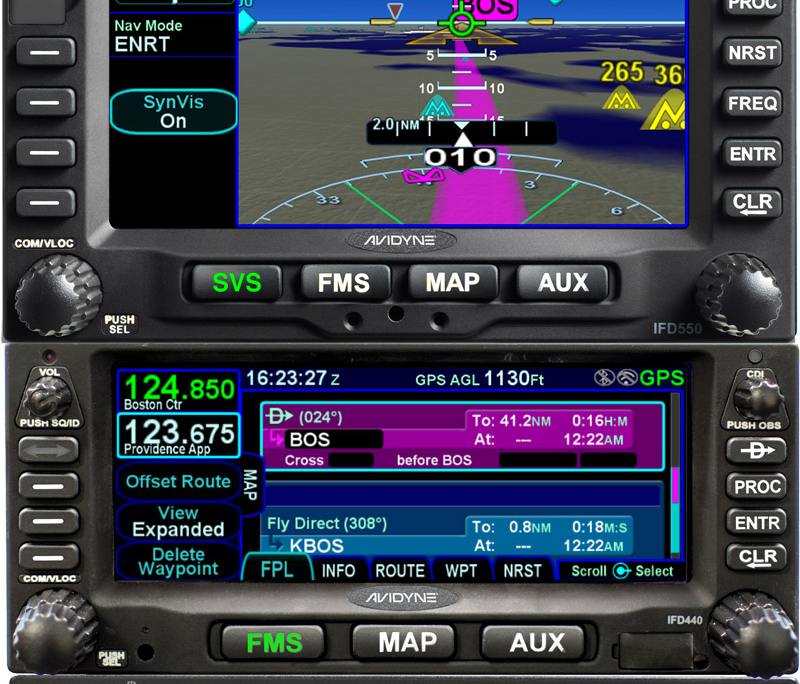 PROC
BOS
Nav Mode
ENRT
NRST
5 5
265 36
SynVis
On
10 10
FREQ
15 15
2.0 NM
ENTR
010
33 3 6
CLR
COM/VLOC
AVIDYNE
SVS FMS MAP AUX
PUSH
SEL
IFD550
VOL
PUSH SQ/ID
124.850
Boston Ctr
16:23:27 Z GPS AGL 1130Ft GPS
CDI
PUSH OBS
123.675
Providence App
D (024°)
To: 41.2NM 0:16H:M
BOS
At: --- 12:22AM
Cross before BOS
Offset Route
MAP
PROC
View
Expanded
Fly Direct (308°)
To: 0.8NM 0:18M:S
KBOS
At: --- 12:22AM
ENTR
Delete
Waypoint
FPL INFO ROUTE WPT NRST Scroll Select
CLR
COM/VLOC
AVIDYNE
FMS MAP AUX
IFD440
PUSH
SEL